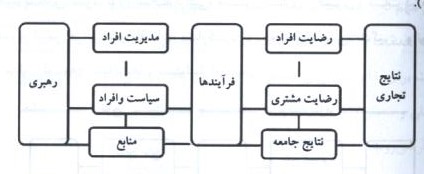 ).
رهبری
مدیریت افراد
سیاست وافراد
منابع
فرآیندها
رضایت افراد
رضایت مشتری
نتایج جامعه
نتایج
تجاری